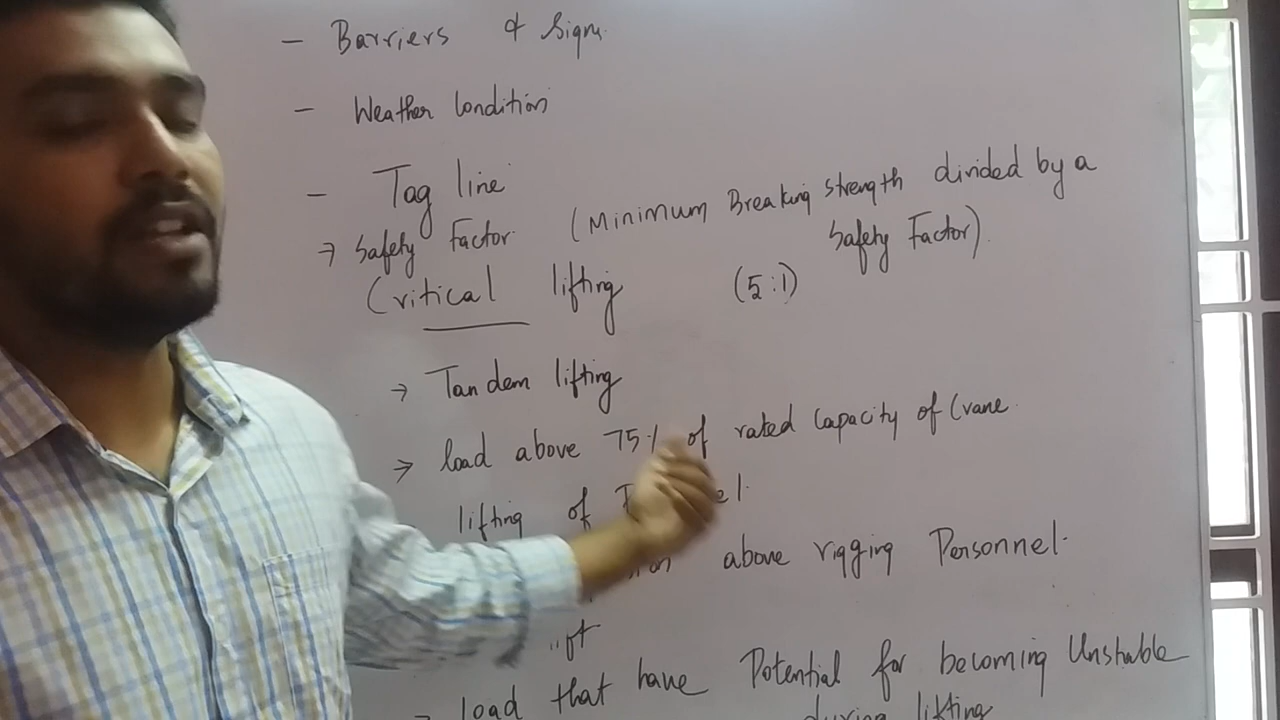 - Barriers & Signs
- Weather Condition
- Tag line
→ Safety Factor (Minimum Breaking strength divided by a
Safety Factor)
Critical lifting (5:1)
→ Tandem lifting
→ load above 75% of rated capacity of Crane
lifting of
above rigging Personnel.
→ load that have Potential for becoming Unstable
during lifting